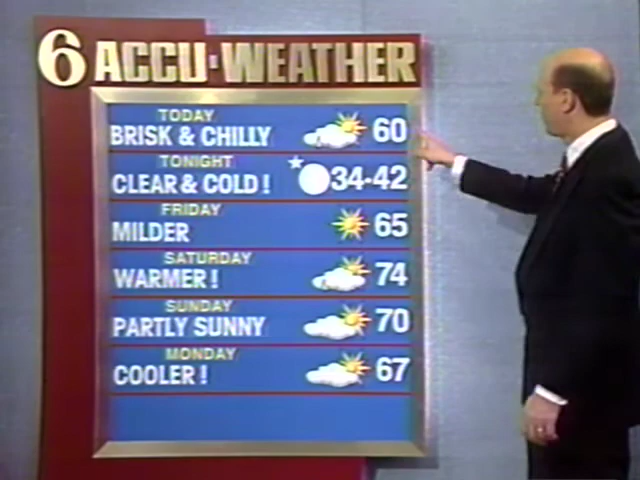 6 ACCU-WEATHER
TODAY
BRISK & CHILLY 60
TONIGHT
CLEAR & COLD! 34-42
FRIDAY
MILDER 65
SATURDAY
WARMER! 74
SUNDAY
PARTLY SUNNY 70
MONDAY
COOLER! 67